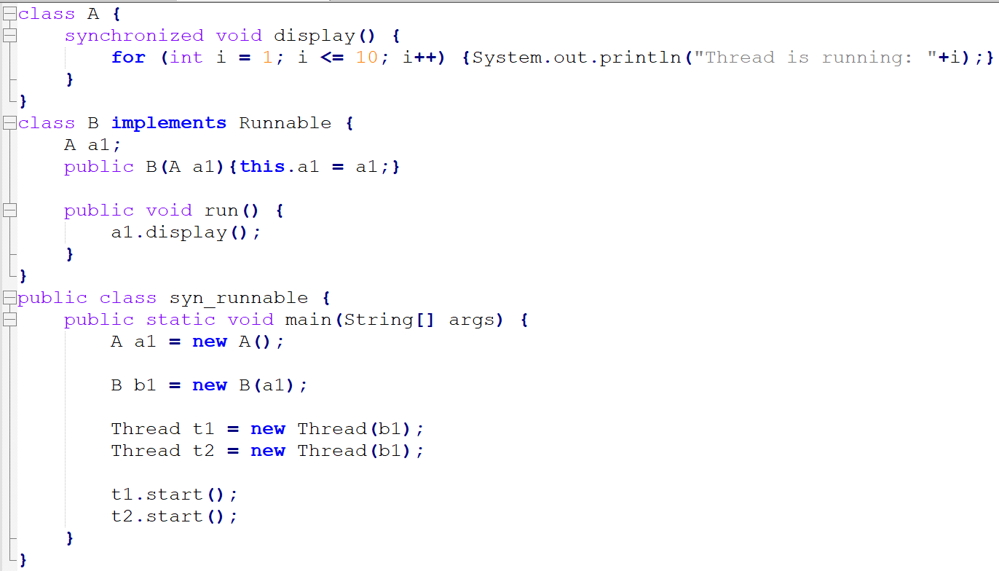 class A {
synchronized void display() {
for (int i = 1; i <= 10; i++) {System.out.println("Thread is running: "+i);}
}
}
class B implements Runnable {
A a1;
public B(A a1){this.a1 = a1;}
public void run() {
a1.display();
}
}
public class syn_runnable {
public static void main(String[] args) {
A a1 = new A();
B b1 = new B(a1);
Thread t1 = new Thread(b1);
Thread t2 = new Thread(b1);
t1.start();
t2.start();
}
}